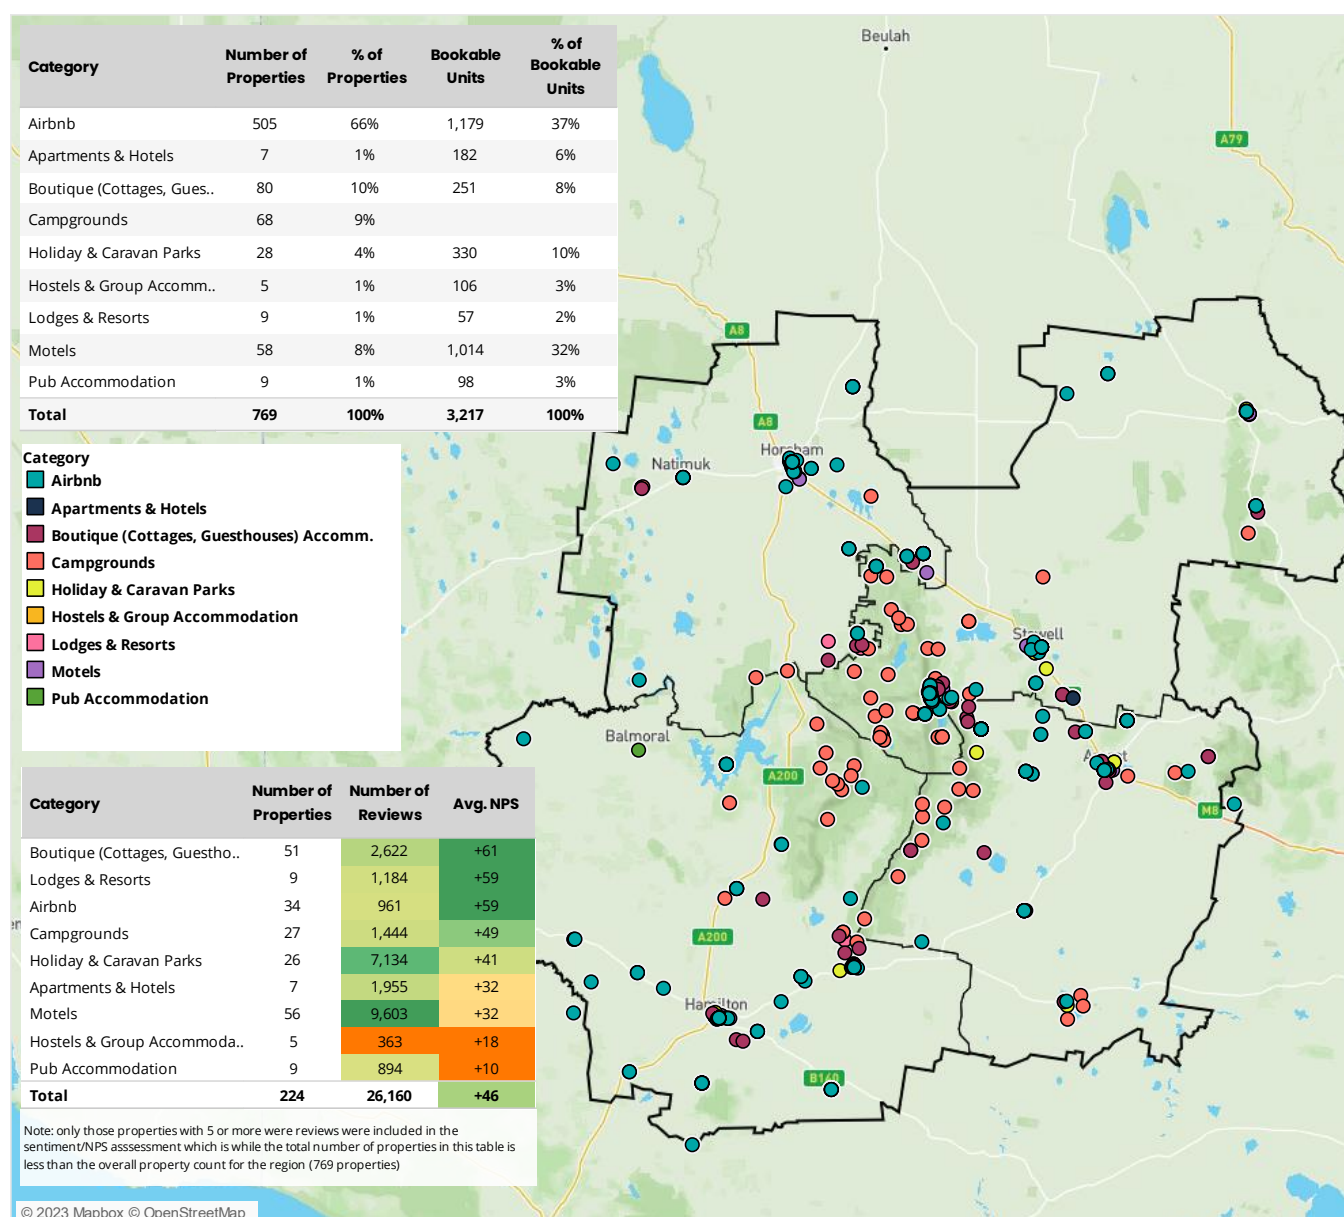 Category Number of Properties % of Properties Bookable Units % of Bookable Units
Airbnb 505 66% 1,179 37%
Apartments & Hotels 7 1% 182 6%
Boutique (Cottages, Gues.. 80 10% 251 8%
Campgrounds 68 9%
Holiday & Caravan Parks 28 4% 330 10%
Hostels & Group Accomm.. 5 1% 106 3%
Lodges & Resorts 9 1% 57 2%
Motels 58 8% 1,014 32%
Pub Accommodation 9 1% 98 3%
Total 769 100% 3,217 100%
Category
Airbnb
Apartments & Hotels
Boutique (Cottages, Guesthouses) Accomm.
Campgrounds
Holiday & Caravan Parks
Hostels & Group Accommodation
Lodges & Resorts
Motels
Pub Accommodation
Category Number of Properties Number of Reviews Avg. NPS
Boutique (Cottages, Guestho.. 51 2,622 +61
Lodges & Resorts 9 1,184 +59
Airbnb 34 961 +59
Campgrounds 27 1,444 +49
Holiday & Caravan Parks 26 7,134 +41
Apartments & Hotels 7 1,955 +32
Motels 56 9,603 +32
Hostels & Group Accommoda.. 5 363 +18
Pub Accommodation 9 894 +10
Total 224 26,160 +46
Note: only those properties with 5 or more were reviews were included in the
sentiment/NPS asssessment which is while the total number of properties in this table is
less than the overall property count for the region (769 properties)
© 2023 Mapbox © OpenStreetMap
Beulah
A79
A8
A8
Horsham
Natimuk
Stawell
Balmoral
A200
M8
A200
Hamilton
B140